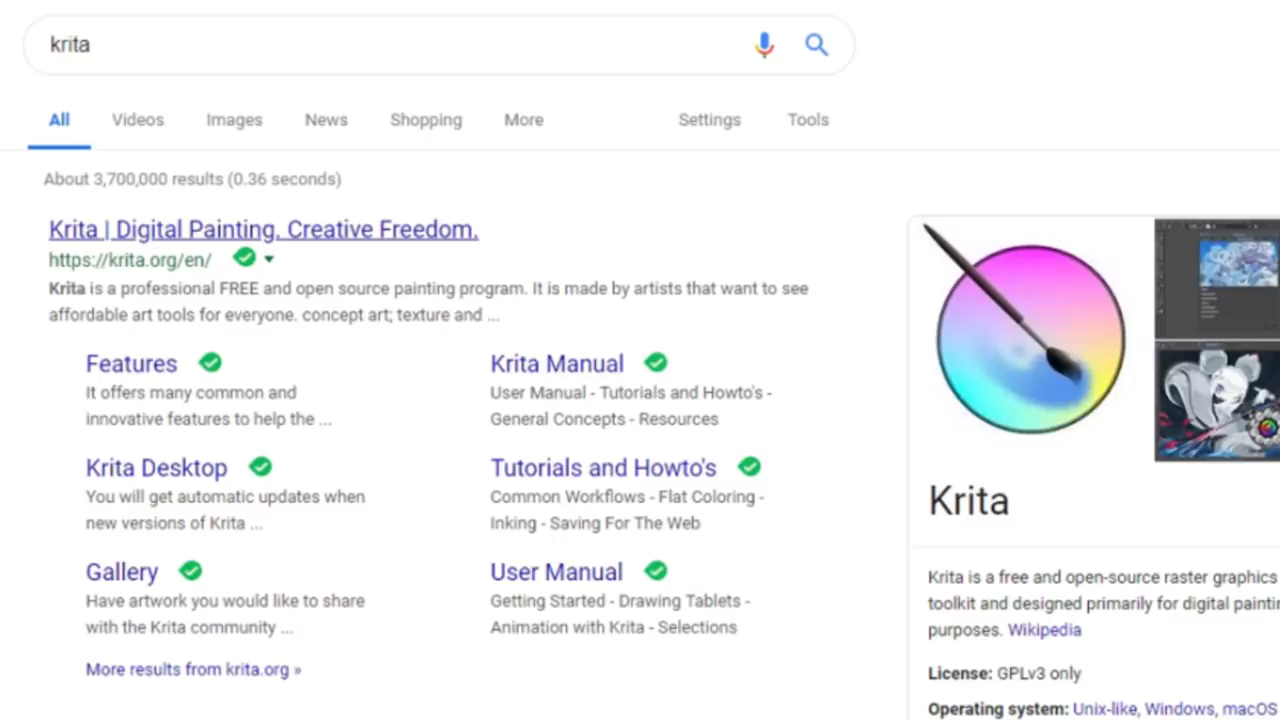 krita
All Videos Images News Shopping More Settings Tools
About 3,700,000 results (0.36 seconds)
Krita | Digital Painting. Creative Freedom.
https://krita.org/en/
Krita is a professional FREE and open source painting program. It is made by artists that want to see
affordable art tools for everyone. concept art; texture and ...
Features
It offers many common and
innovative features to help the ...
Krita Manual
User Manual - Tutorials and Howto's -
General Concepts - Resources
Krita Desktop
You will get automatic updates when
new versions of Krita ...
Tutorials and Howto's
Common Workflows - Flat Coloring -
Inking - Saving For The Web
Gallery
Have artwork you would like to share
with the Krita community ...
User Manual
Getting Started - Drawing Tablets -
Animation with Krita - Selections
More results from krita.org »
Krita
Krita is a free and open-source raster graphics
toolkit and designed primarily for digital
purposes. Wikipedia
License: GPLv3 only
Operating system: Unix-like, Windows, macOS